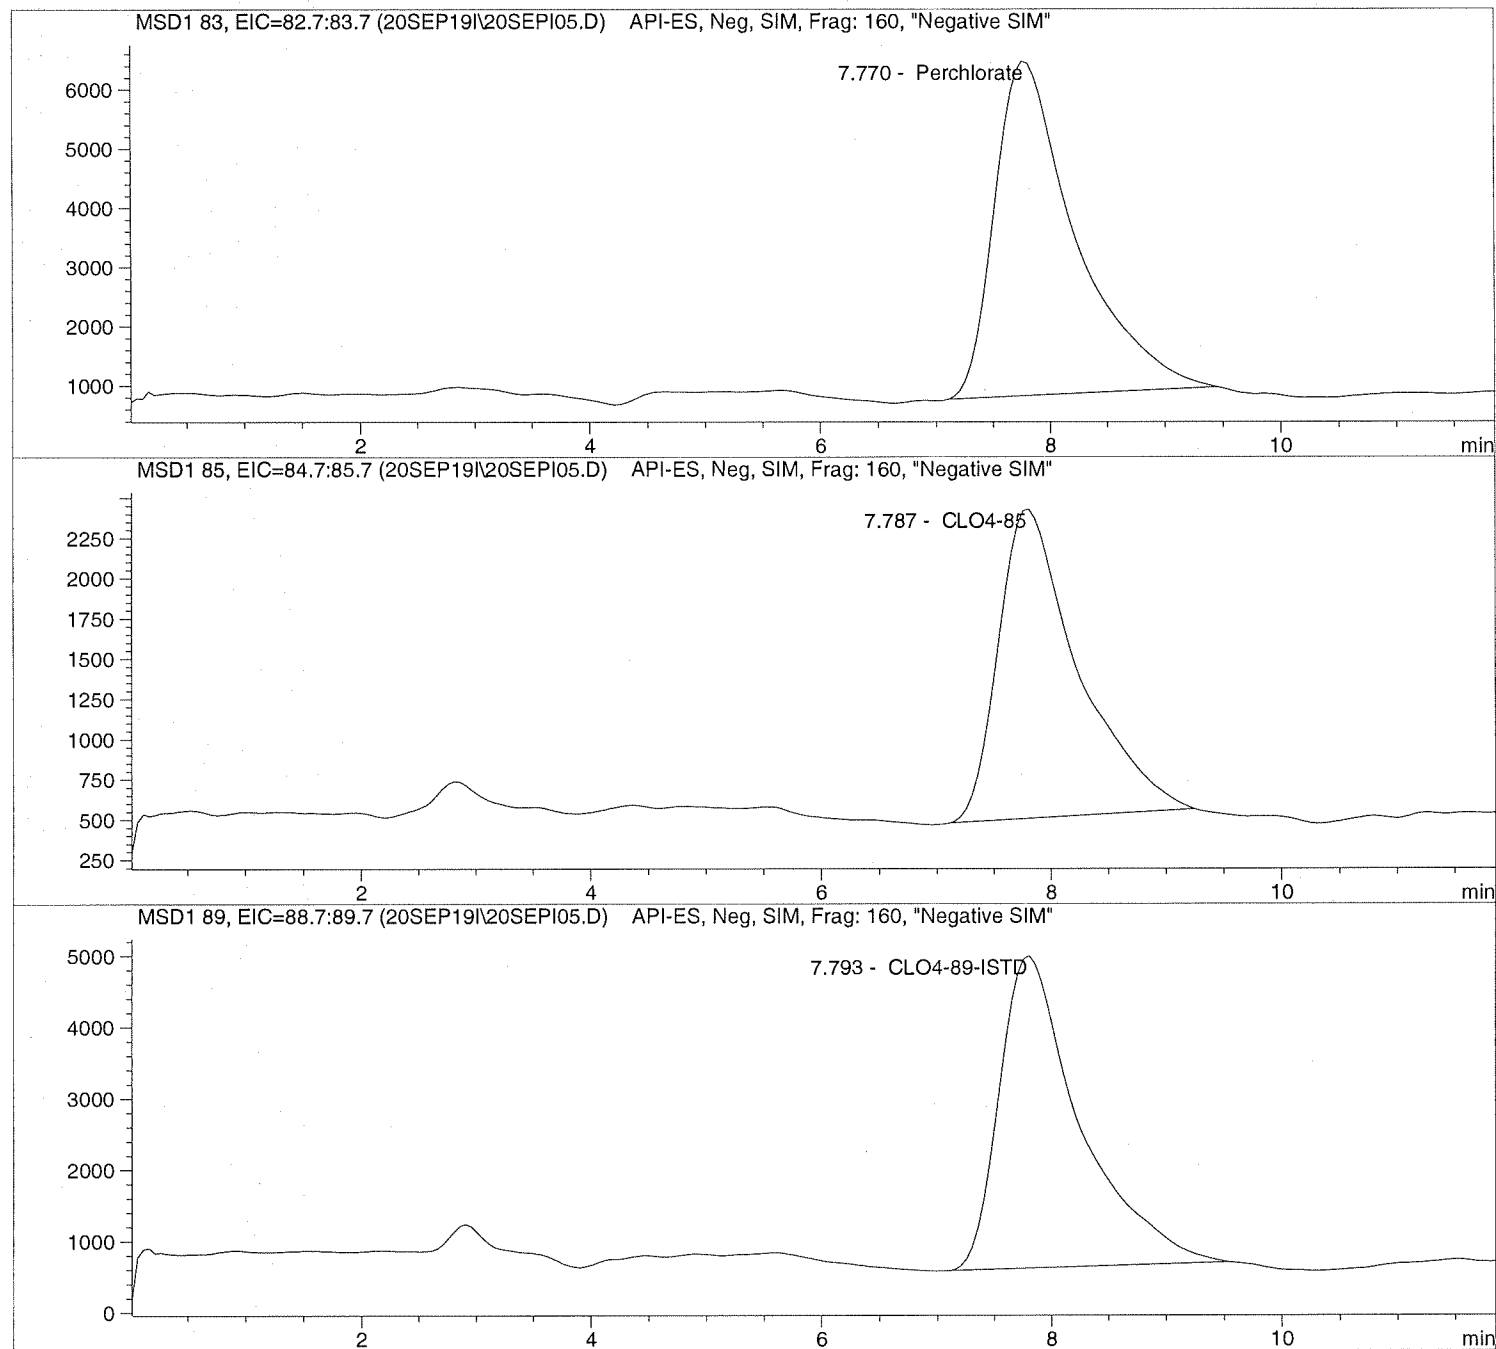 MSD1 83, EIC=82.7:83.7 (20SEP19I\20SEPI05.D) API-ES, Neg, SIM, Frag: 160, "Negative SIM"
7.770 - Perchlorate
6000
5000
4000
3000
2000
1000
2 4 6 8 10 min
MSD1 85, EIC=84.7:85.7 (20SEP19I\20SEPI05.D) API-ES, Neg, SIM, Frag: 160, "Negative SIM"
7.787 - CLO4-85
2250
2000
1750
1500
1250
1000
750
500
250
2 4 6 8 10 min
MSD1 89, EIC=88.7:89.7 (20SEP19I\20SEPI05.D) API-ES, Neg, SIM, Frag: 160, "Negative SIM"
7.793 - CLO4-89-ISTD
5000
4000
3000
2000
1000
0
2 4 6 8 10 min